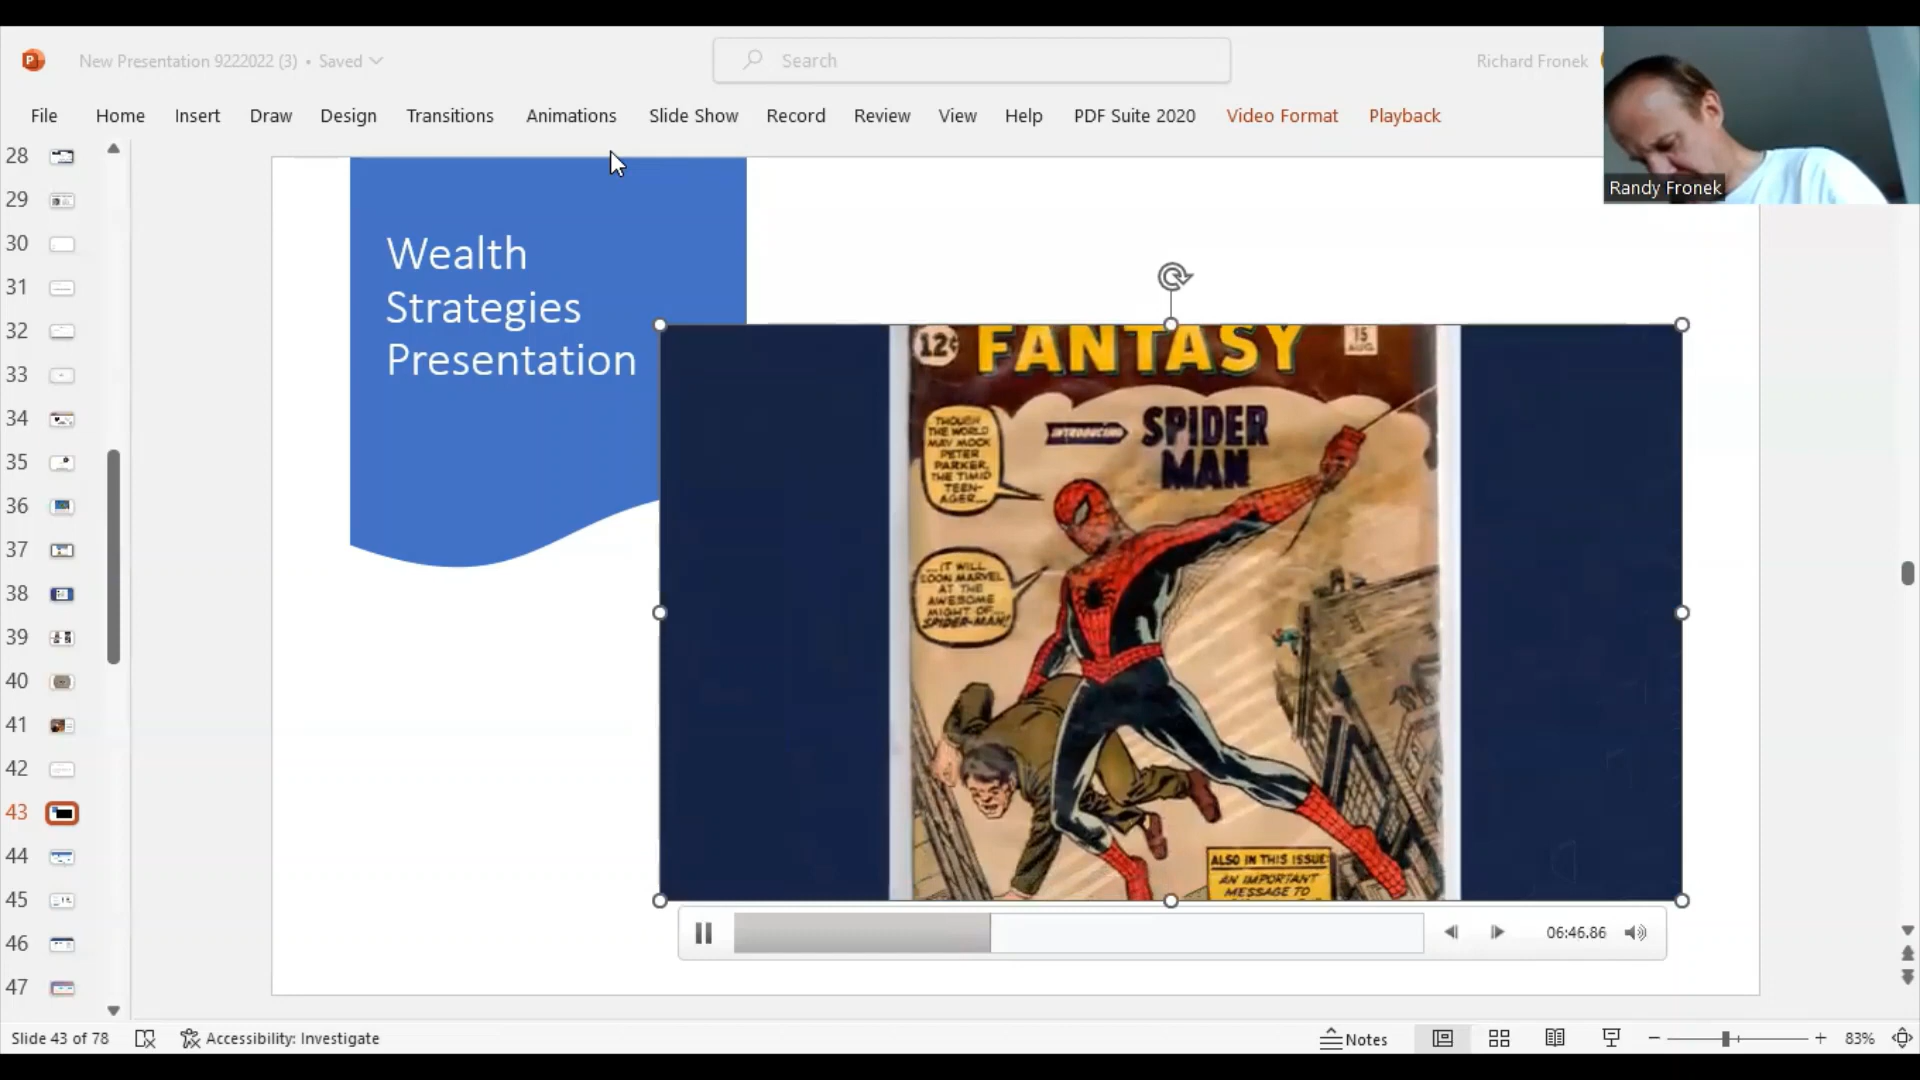 New Presentation 9222022 (3) • Saved
Search
Richard Fronek
File Home Insert Draw Design Transitions Animations Slide Show Record Review View Help PDF Suite 2020 Video Format Playback
Randy Fronek
28
29
30
31
32
33
34
35
36
37
38
39
40
41
42
43
44
45
46
47
Wealth
Strategies
Presentation
12¢
FANTASY
15
AUG.
INTRODUCING
SPIDER
MAN
THOUGH
THE WORLD
MAY MOCK
PETER
PARKER,
THE TIMID
TEEN-
AGER...
...IT WILL
SOON MARVEL
AT THE
AWESOME
MIGHT OF...
SPIDER-MAN!
ALSO IN THIS ISSUE:
AN IMPORTANT
MESSAGE TO
06:46.86
Slide 43 of 78
Accessibility: Investigate
Notes
83%